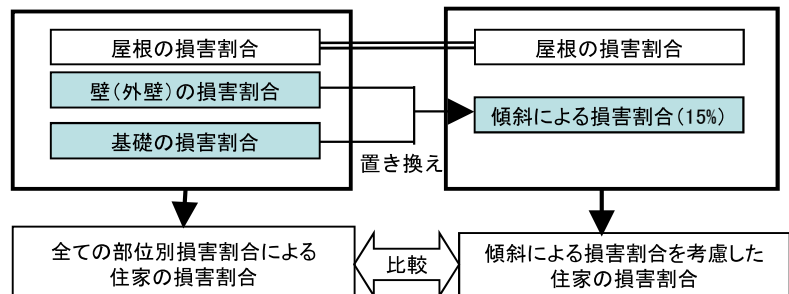 屋根の損害割合
壁(外壁)の損害割合
基礎の損害割合
置き換え
屋根の損害割合
傾斜による損害割合(15%)
全ての部位別損害割合による
住家の損害割合
比較
傾斜による損害割合を考慮した
住家の損害割合